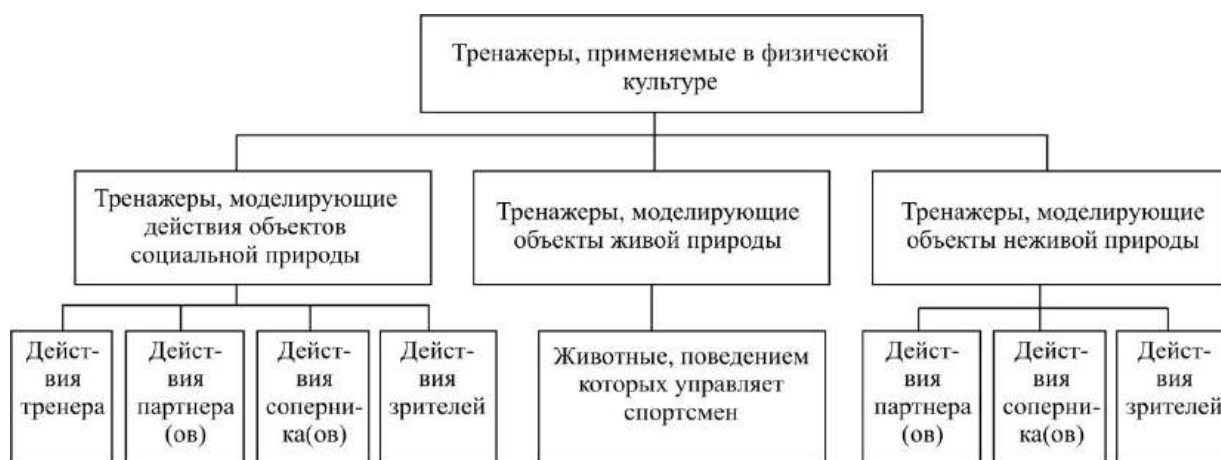 Тренажеры, применяемые в физической
культуре
Тренажеры, моделирующие
действия объектов
социальной природы
Тренажеры, моделирующие
объекты живой природы
Тренажеры, моделирующие
объекты неживой природы
Дейст-
вия
тренера
Дейст-
вия
партнера
(ов)
Дейст-
вия
соперни-
ка(ов)
Дейст-
вия
зрителей
Животные, поведением
которых управляет
спортсмен
Дейст-
вия
партнера
(ов)
Дейст-
вия
соперни-
ка(ов)
Дейст-
вия
зрителей